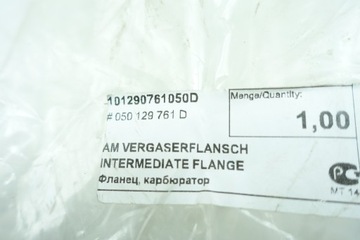 101290761050D
# 050 129 761 D
Menge/Quantity:
1,00
AM VERGASERFLANSCH
INTERMEDIATE FLANGE
Фланец, карбюратор
МТ 14